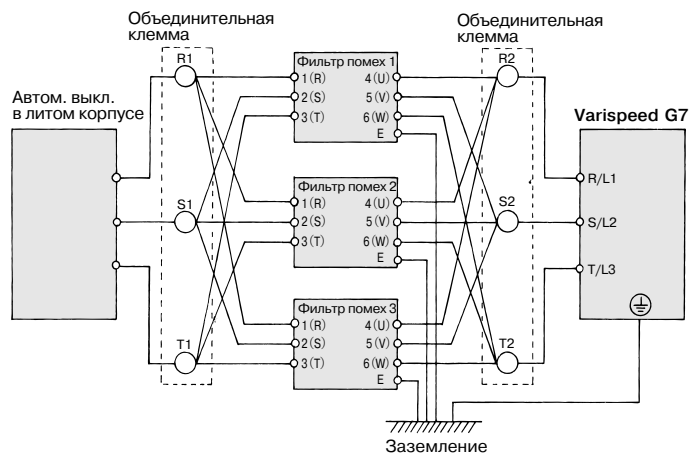 Объединительная
клемма
Объединительная
клемма
Автом. выкл.
в литом корпусе
R1
S1
T1
Фильтр помех 1
1(R) 4(U)
2(S) 5(V)
3(T) 6(W)
E
Фильтр помех 2
1(R) 4(U)
2(S) 5(V)
3(T) 6(W)
E
Фильтр помех 3
1(R) 4(U)
2(S) 5(V)
3(T) 6(W)
E
R2
S2
T2
Varispeed G7
R/L1
S/L2
T/L3
Заземление